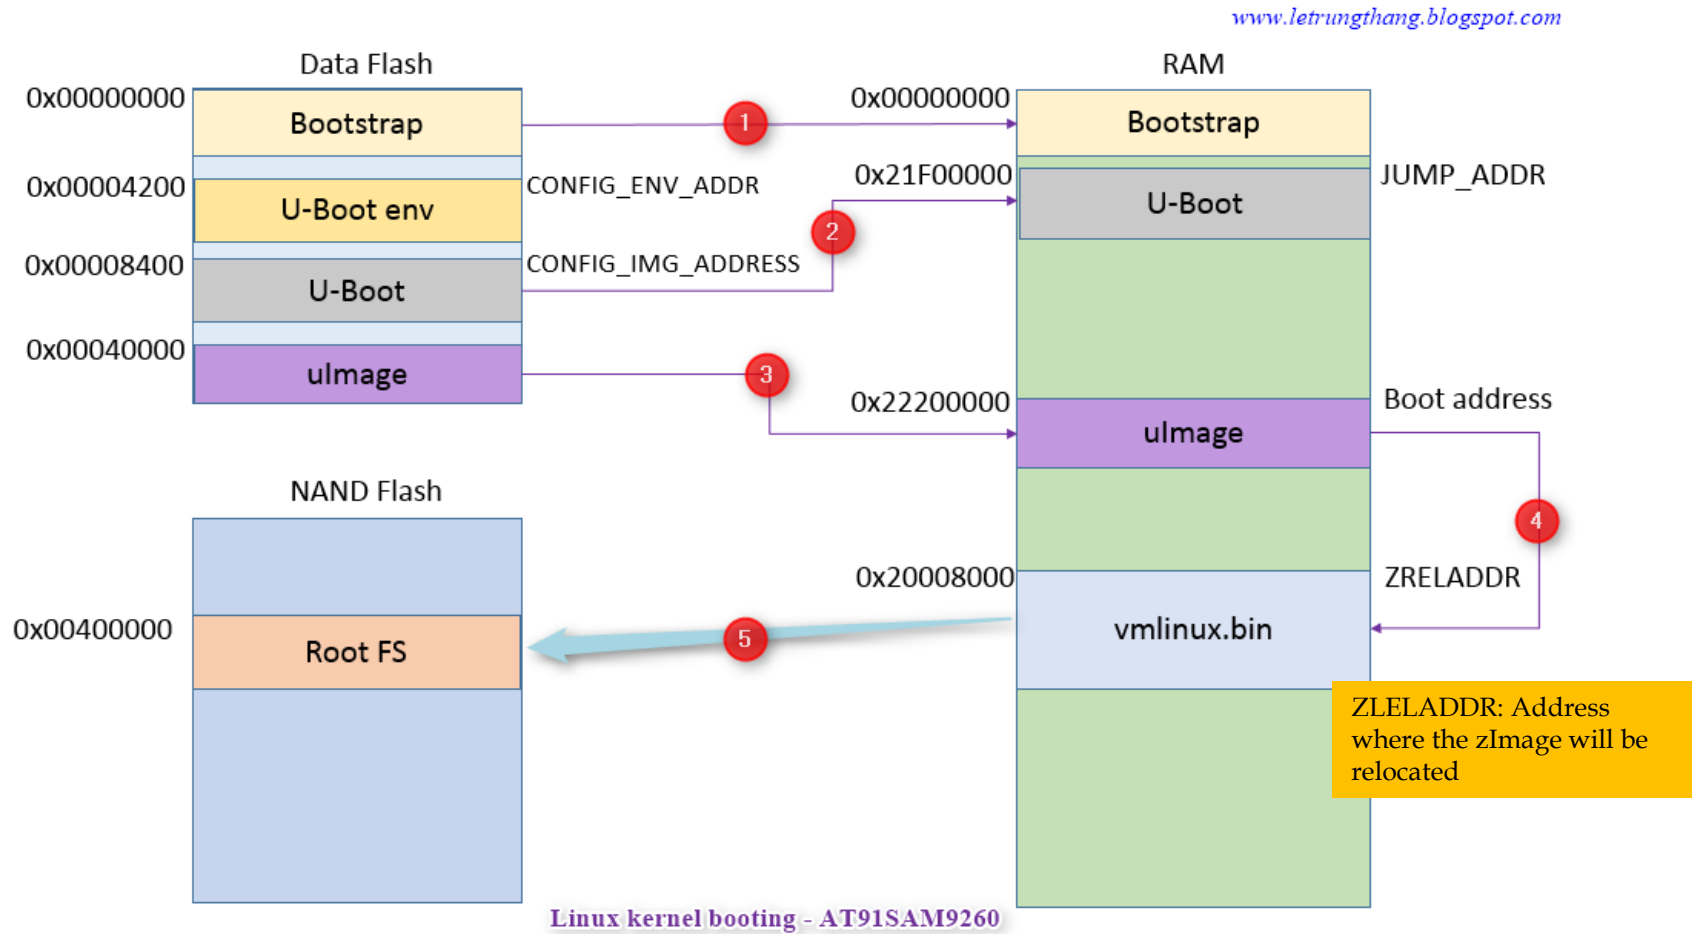 www.letrungthang.blogspot.com
Data Flash
RAM
0x00000000
Bootstrap
1
0x00000000
Bootstrap
0x00004200
U-Boot env
CONFIG_ENV_ADDR
0x21F00000
U-Boot
JUMP_ADDR
2
0x00008400
U-Boot
CONFIG_IMG_ADDRESS
0x00040000
uImage
3
0x22200000
uImage
Boot address
4
NAND Flash
0x20008000
vmlinux.bin
ZRELADDR
0x00400000
Root FS
5
ZLELADDR: Address
where the zImage will be
relocated
Linux kernel booting - AT91SAM9260